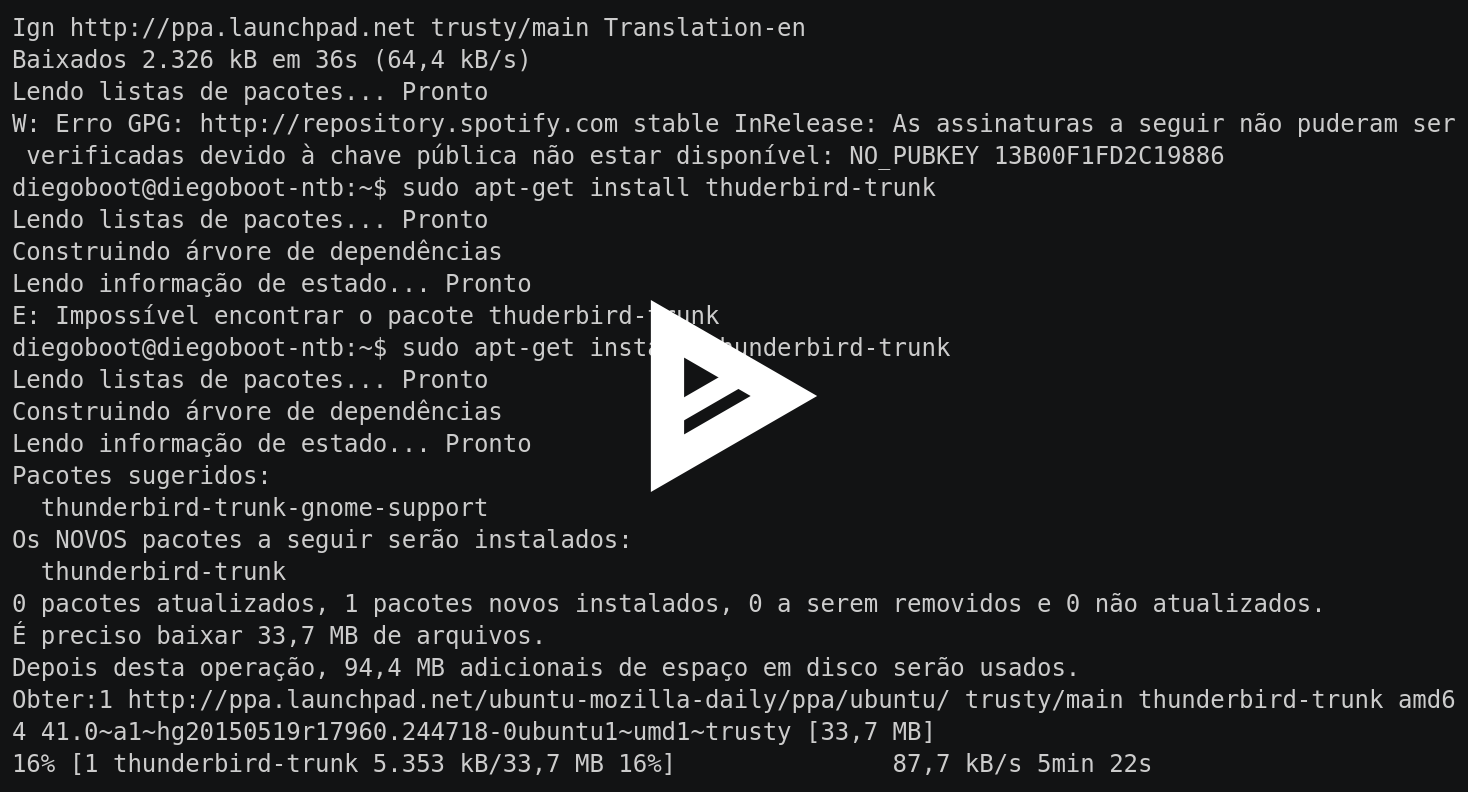 Ign http://ppa.launchpad.net trusty/main Translation-en
Baixados 2.326 kB em 36s (64,4 kB/s)
Lendo listas de pacotes... Pronto
W: Erro GPG: http://repository.spotify.com stable InRelease: As assinaturas a seguir não puderam ser
verificadas devido à chave pública não estar disponível: NO_PUBKEY 13B00F1FD2C19886
diegoboot@diegoboot-ntb:~$ sudo apt-get install thuderbird-trunk
Lendo listas de pacotes... Pronto
Construindo árvore de dependências
Lendo informação de estado... Pronto
E: Impossível encontrar o pacote thuderbird-trunk
diegoboot@diegoboot-ntb:~$ sudo apt-get install thunderbird-trunk
Lendo listas de pacotes... Pronto
Construindo árvore de dependências
Lendo informação de estado... Pronto
Pacotes sugeridos:
thunderbird-trunk-gnome-support
Os NOVOS pacotes a seguir serão instalados:
thunderbird-trunk
0 pacotes atualizados, 1 pacotes novos instalados, 0 a serem removidos e 0 não atualizados.
É preciso baixar 33,7 MB de arquivos.
Depois desta operação, 94,4 MB adicionais de espaço em disco serão usados.
Obter:1 http://ppa.launchpad.net/ubuntu-mozilla-daily/ppa/ubuntu/ trusty/main thunderbird-trunk amd6
4 41.0~a1~hg20150519r17960.244718-0ubuntu1~umd1~trusty [33,7 MB]
16% [1 thunderbird-trunk 5.353 kB/33,7 MB 16%] 87,7 kB/s 5min 22s